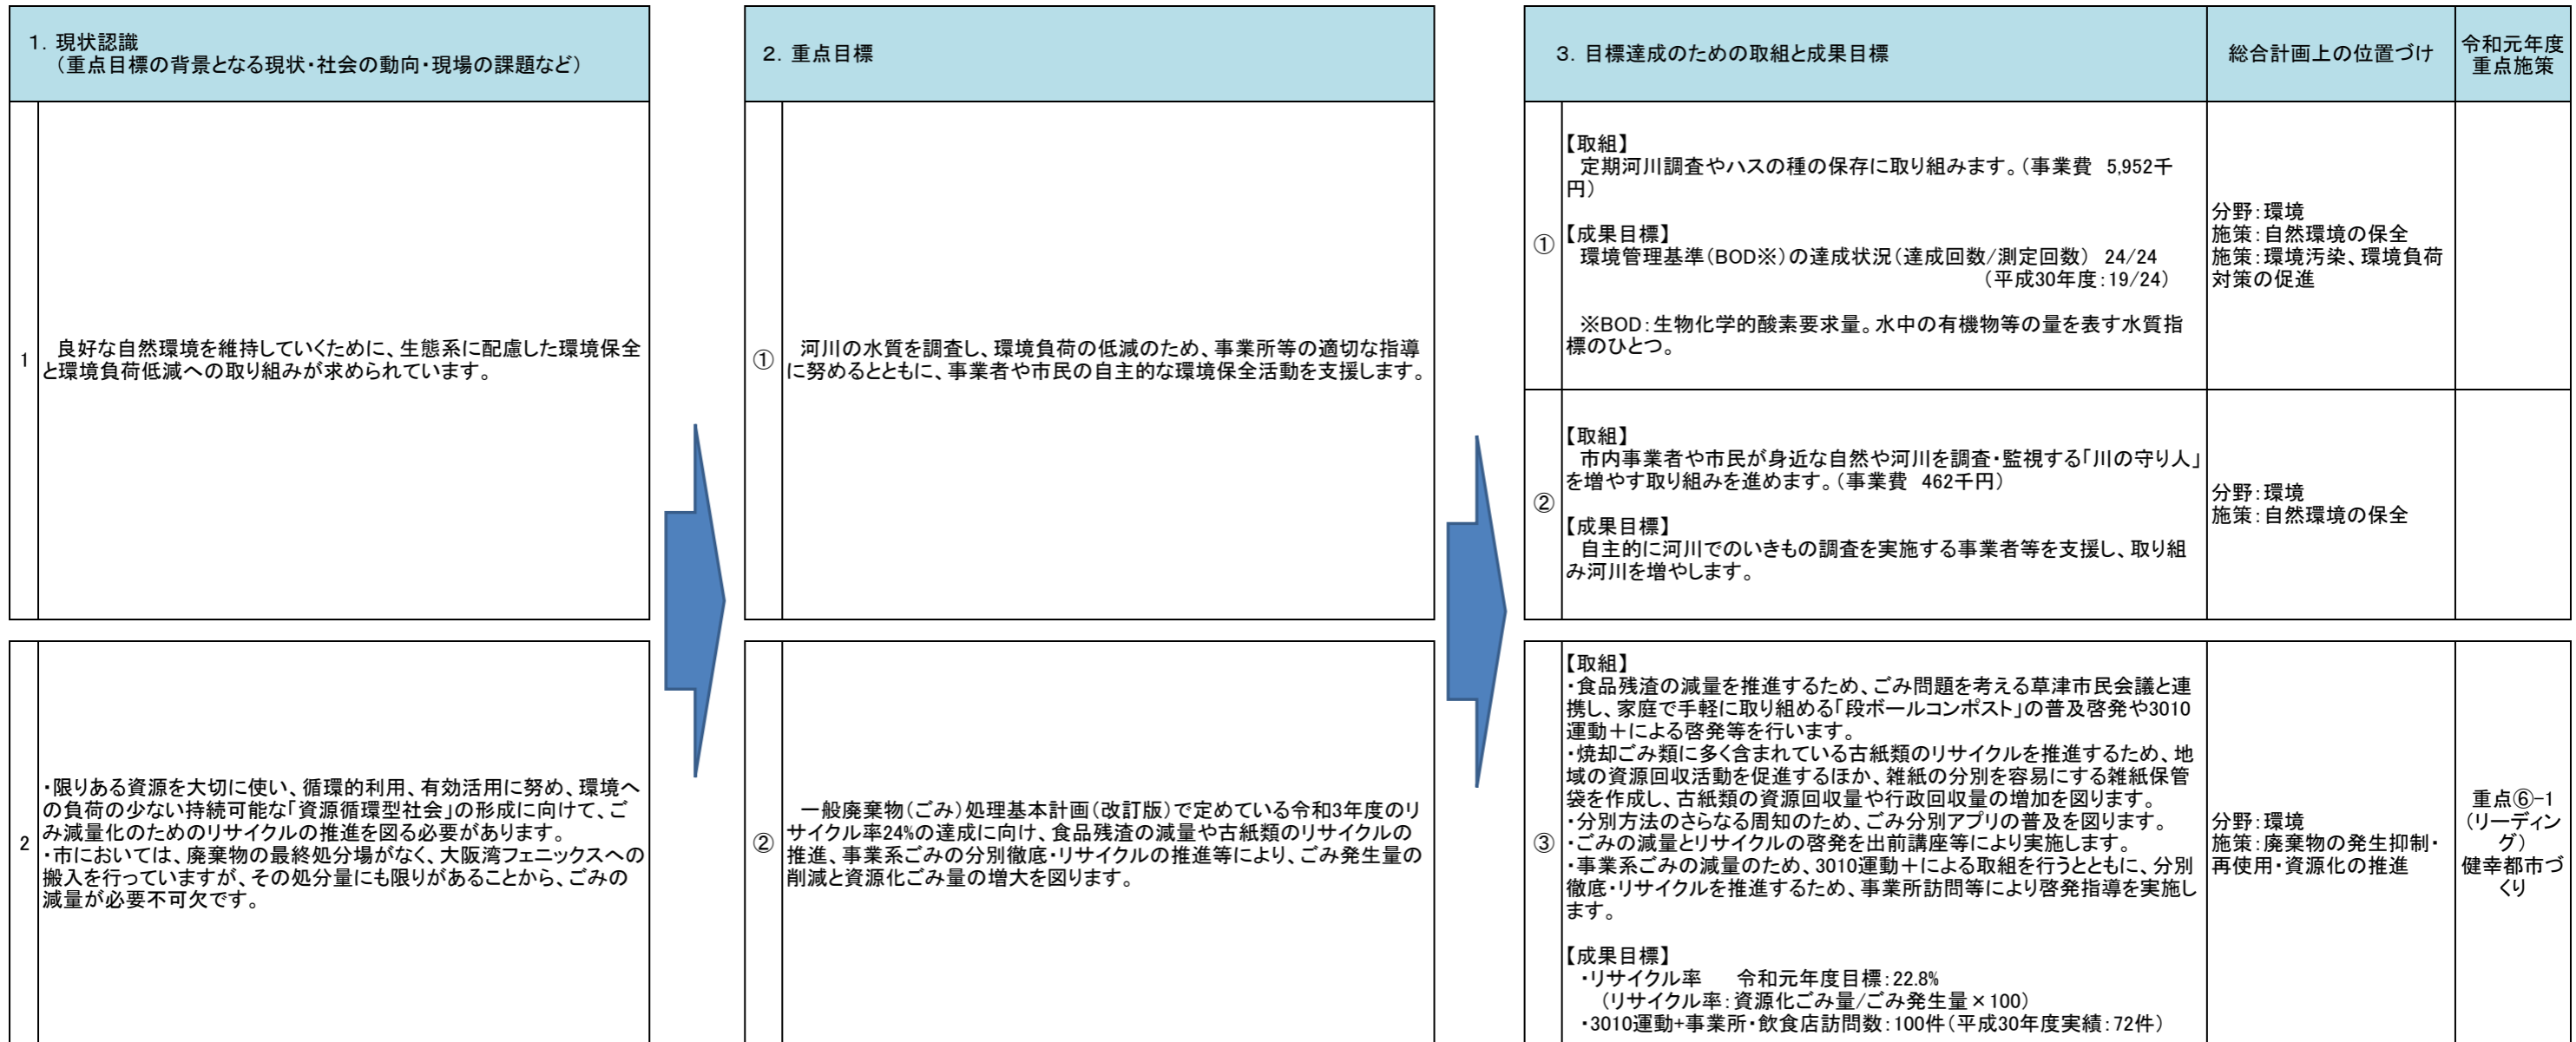 1．現状認識
（重点目標の背景となる現状・社会の動向・現場の課題など）
2．重点目標
3．目標達成のための取組と成果目標
総合計画上の位置づけ
令和元年度
重点施策
1
良好な自然環境を維持していくために、生態系に配慮した環境保全
と環境負荷低減への取り組みが求められています。
①
河川の水質を調査し、環境負荷の低減のため、事業所等の適切な指導
に努めるとともに、事業者や市民の自主的な環境保全活動を支援します。
①
【取組】
定期河川調査やハスの種の保存に取り組みます。（事業費　5,952千
円）
【成果目標】
環境管理基準（BOD※）の達成状況（達成回数/測定回数）　24/24
（平成30年度：19/24）
※BOD：生物化学的酸素要求量。水中の有機物等の量を表す水質指
標のひとつ。
分野：環境
施策：自然環境の保全
施策：環境汚染、環境負荷
対策の促進
②
【取組】
市内事業者や市民が身近な自然や河川を調査・監視する「川の守り人」
を増やす取り組みを進めます。（事業費　462千円）
【成果目標】
自主的に河川でのいきもの調査を実施する事業者等を支援し、取り組
み河川を増やします。
分野：環境
施策：自然環境の保全
2
・限りある資源を大切に使い、循環的利用、有効活用に努め、環境へ
の負荷の少ない持続可能な「資源循環型社会」の形成に向けて、ご
み減量化のためのリサイクルの推進を図る必要があります。
・市においては、廃棄物の最終処分場がなく、大阪湾フェニックスへの
搬入を行っていますが、その処分量にも限りがあることから、ごみの
減量が必要不可欠です。
②
一般廃棄物（ごみ）処理基本計画（改訂版）で定めている令和3年度のリ
サイクル率24%の達成に向け、食品残渣の減量や古紙類のリサイクルの
推進、事業系ごみの分別徹底・リサイクルの推進等により、ごみ発生量の
削減と資源化ごみ量の増大を図ります。
③
【取組】
・食品残渣の減量を推進するため、ごみ問題を考える草津市民会議と連
携し、家庭で手軽に取り組める「段ボールコンポスト」の普及啓発や3010
運動＋による啓発等を行います。
・焼却ごみ類に多く含まれている古紙類のリサイクルを推進するため、地
域の資源回収活動を促進するほか、雑紙の分別を容易にする雑紙保管
袋を作成し、古紙類の資源回収量や行政回収量の増加を図ります。
・分別方法のさらなる周知のため、ごみ分別アプリの普及を図ります。
・ごみの減量とリサイクルの啓発を出前講座等により実施します。
・事業系ごみの減量のため、3010運動＋による取組を行うとともに、分別
徹底・リサイクルを推進するため、事業所訪問等により啓発指導を実施し
ます。
【成果目標】
・リサイクル率　　令和元年度目標：22.8%
（リサイクル率：資源化ごみ量/ごみ発生量×100）
・3010運動+事業所・飲食店訪問数：100件（平成30年度実績：72件）
分野：環境
施策：廃棄物の発生抑制・
再使用・資源化の推進
重点⑥-1
（リーディン
グ）
健幸都市づ
くり